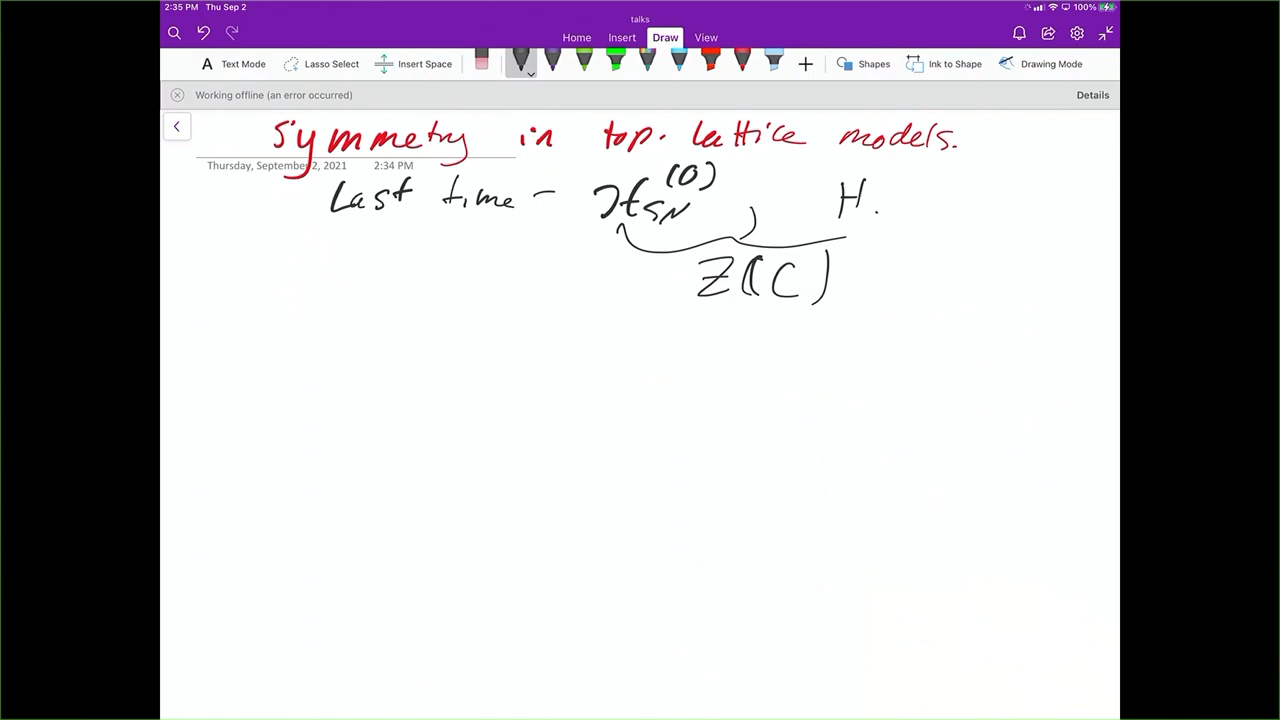 2:35 PM Thu Sep 2 100%
talks
Home Insert Draw View
Text Mode Lasso Select Insert Space Shapes Ink to Shape Drawing Mode
Working offline (an error occurred) Details
Symmetry in top. lattice models.
Thursday, September 2, 2021 2:34 PM
Last time - H_SN^(0) , H.
Z(C)